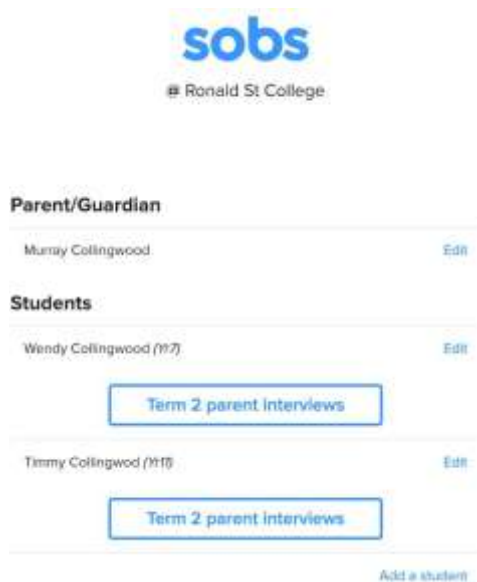 sobs
@ Ronald St College
Parent/Guardian
Murray Collingwood Edit
Students
Wendy Collingwood (Yr7) Edit
Term 2 parent interviews
Timmy Collingwod (Yr11) Edit
Term 2 parent interviews
Add a student